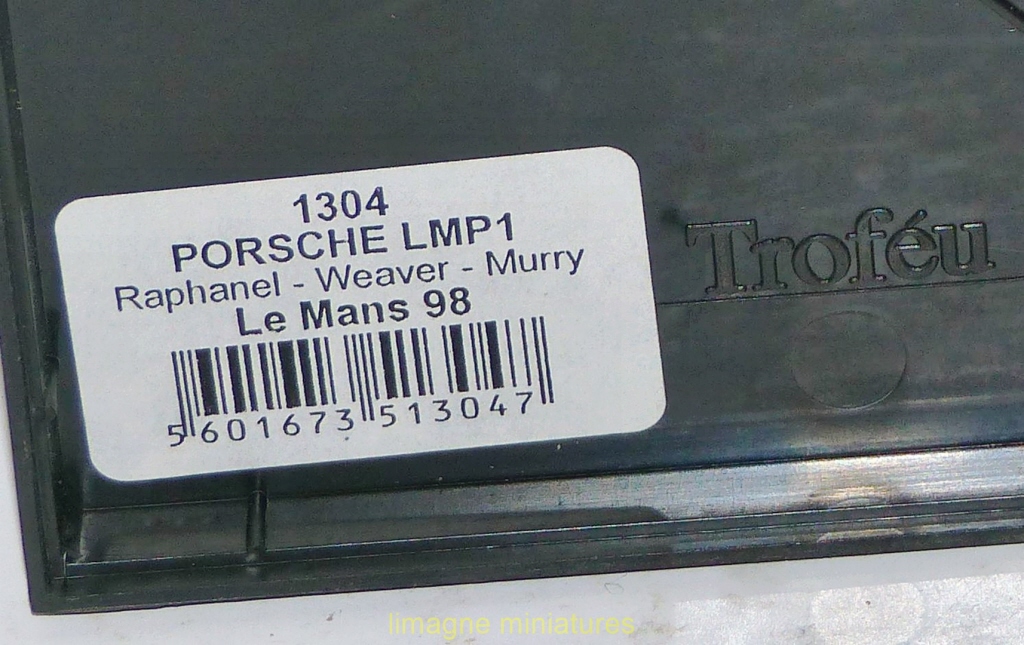 1304
PORSCHE LMP1
Raphanel - Weaver - Murry
Le Mans 98
5 601673 513047
Troféu
limagne miniatures